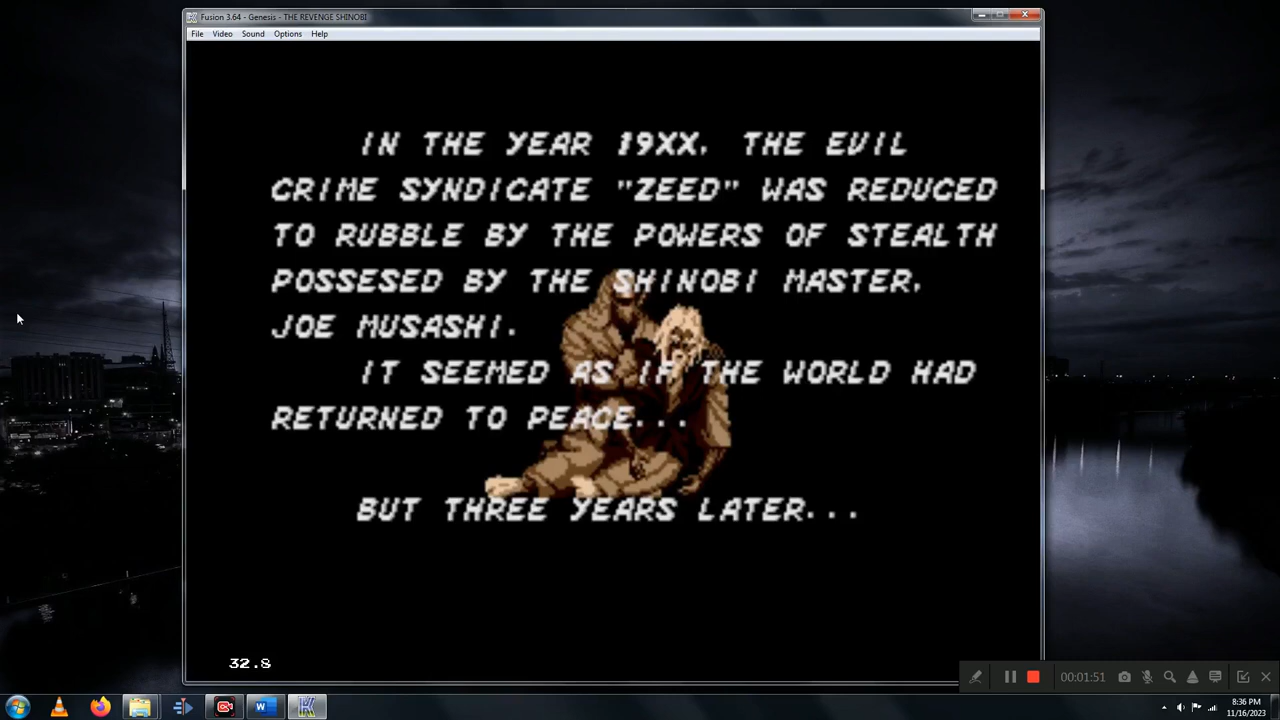 Fusion 3.64 - Genesis - THE REVENGE SHINOBI
File Video Sound Options Help
IN THE YEAR 19XX, THE EVIL
CRIME SYNDICATE "ZEED" WAS REDUCED
TO RUBBLE BY THE POWERS OF STEALTH
POSSESED BY THE SHINOBI MASTER,
JOE MUSASHI.
IT SEEMED AS IF THE WORLD HAD
RETURNED TO PEACE...
BUT THREE YEARS LATER...
32.8
00:01:51
8:36 PM
11/16/2023